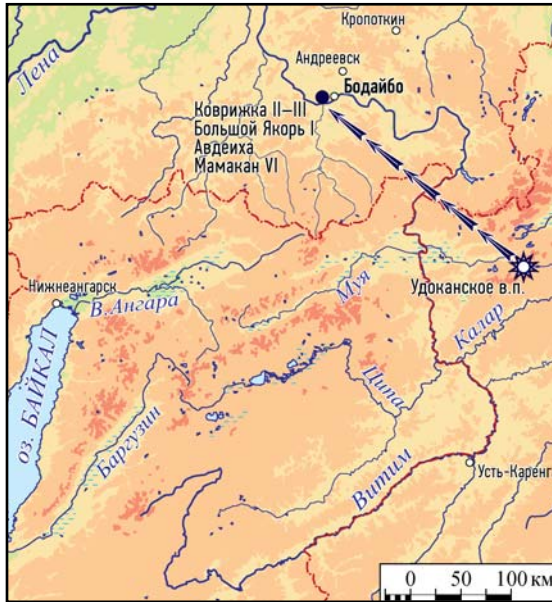 Кропоткин
Лена
Андреевск
Бодайбо
Коврижка II–III
Большой Якорь I
Авдеиха
Мамакан VI
Удоканское в.п.
Нижнеангарск
В.Ангара
Муя
Калар
оз. БАЙКАЛ
Ципа
Баргузин
Витим
Усть-Каренг
0 50 100 км